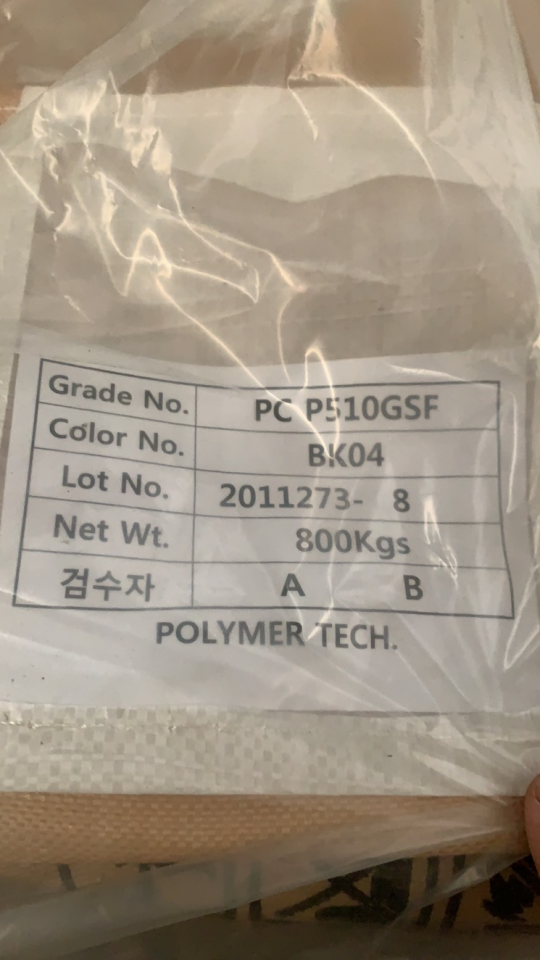 Grade No. PC P510GSF
Color No. BK04
Lot No. 2011273- 8
Net Wt. 800Kgs
검수자 A B
POLYMER TECH.